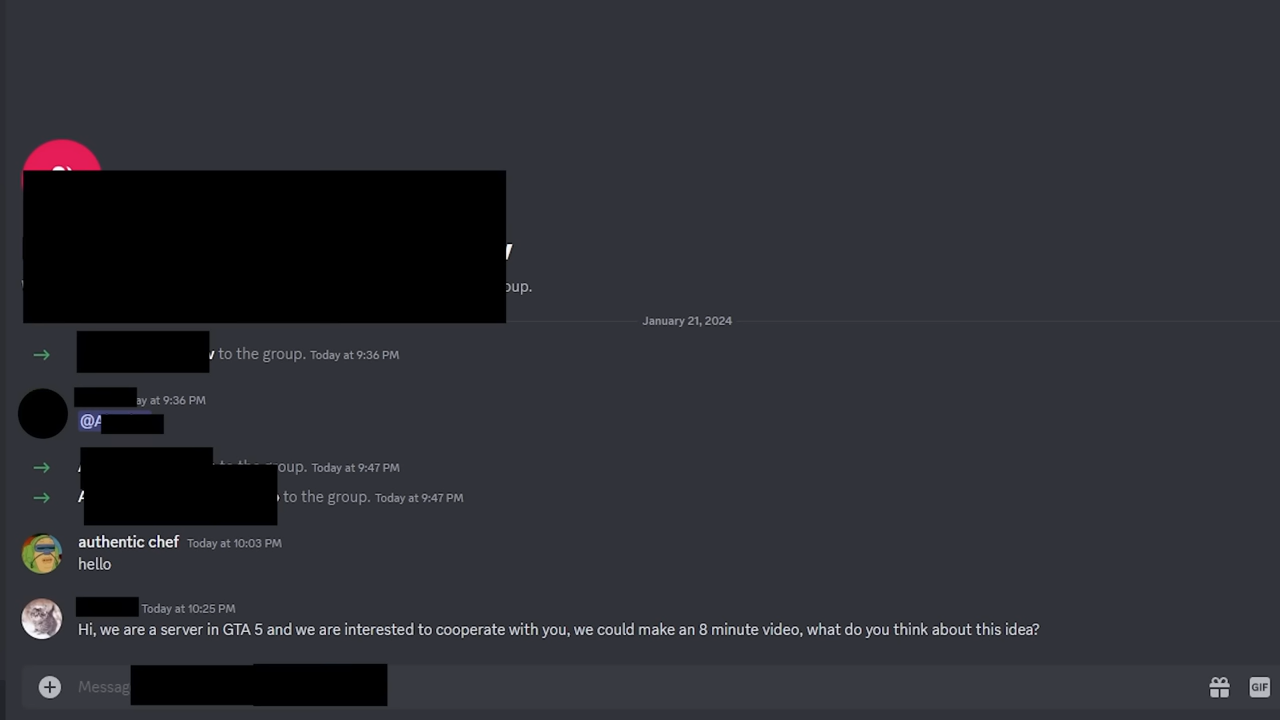 oup.
January 21, 2024
to the group. Today at 9:36 PM
ay at 9:36 PM
@A
to the group. Today at 9:47 PM
A to the group. Today at 9:47 PM
authentic chef Today at 10:03 PM
hello
Today at 10:25 PM
Hi, we are a server in GTA 5 and we are interested to cooperate with you, we could make an 8 minute video, what do you think about this idea?
Messag
GIF